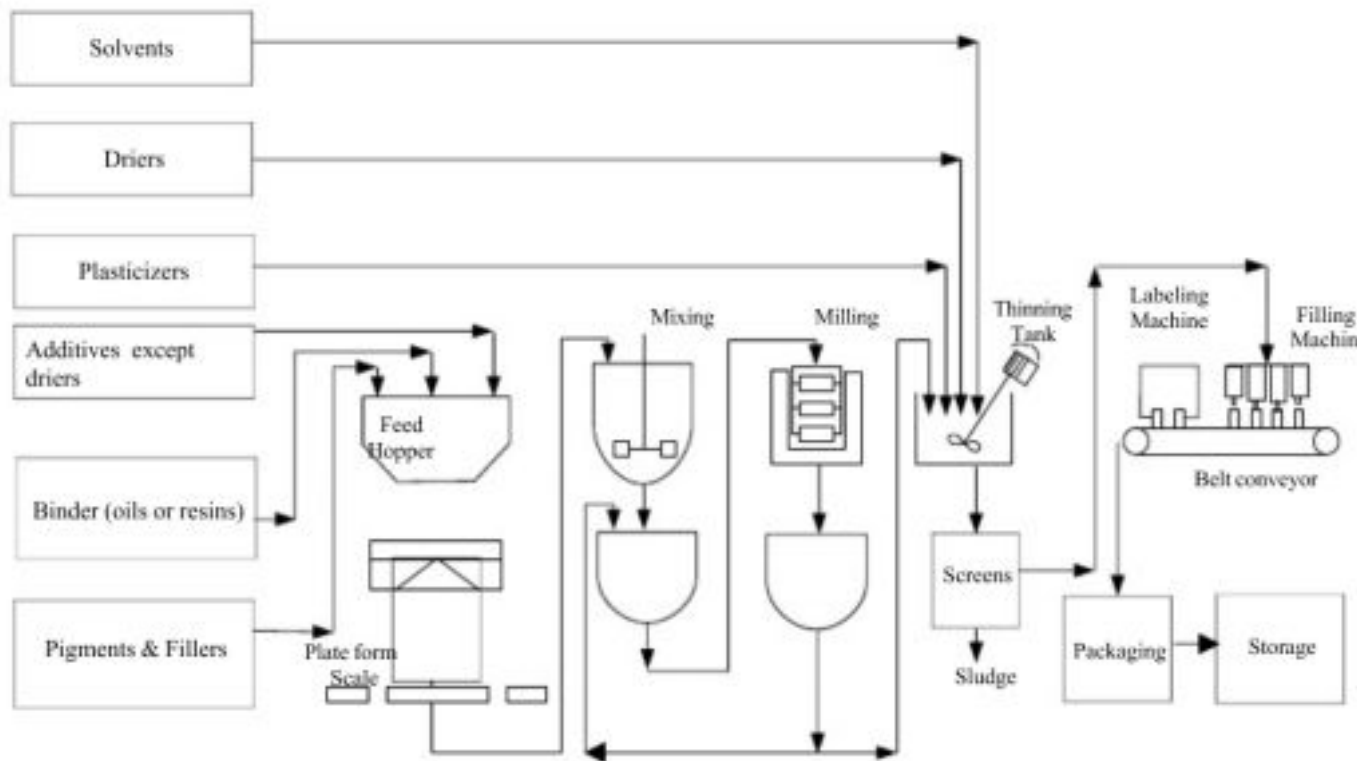 Solvents
Driers
Plasticizers
Additives except
driers
Binder (oils or resins)
Pigments & Fillers
Feed
Hopper
Plate form
Scale
Mixing
Milling
Thinning
Tank
Screens
Sludge
Labeling
Machine
Filling
Machin
Belt conveyor
Packaging
Storage